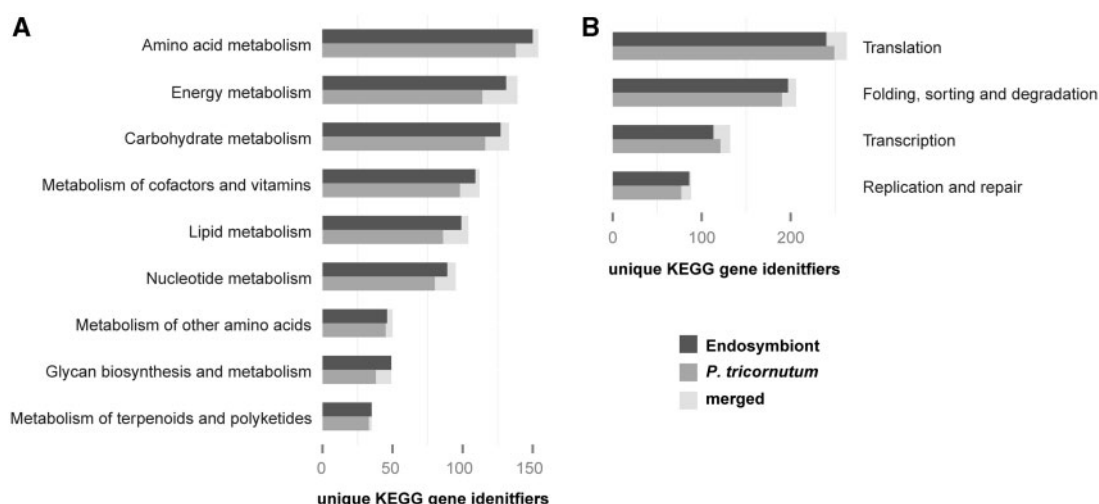 A
Amino acid metabolism
Energy metabolism
Carbohydrate metabolism
Metabolism of cofactors and vitamins
Lipid metabolism
Nucleotide metabolism
Metabolism of other amino acids
Glycan biosynthesis and metabolism
Metabolism of terpenoids and polyketides
0 50 100 150
unique KEGG gene idenitfiers
B
Translation
Folding, sorting and degradation
Transcription
Replication and repair
0 100 200
unique KEGG gene idenitfiers
Endosymbiont
P. tricornutum
merged